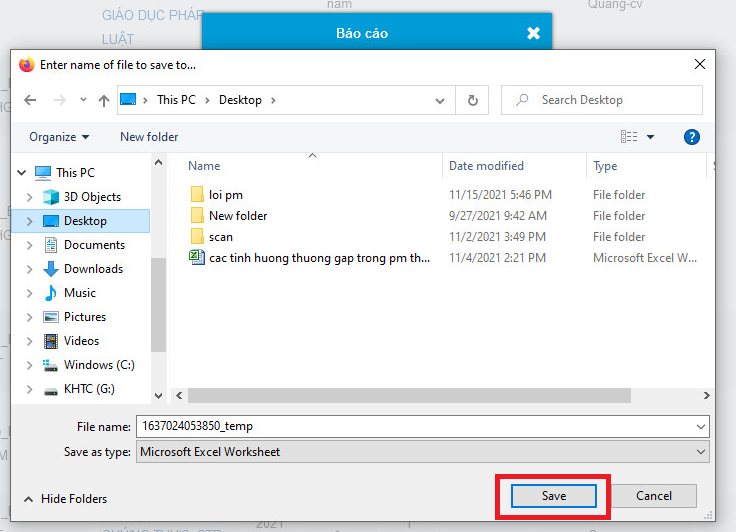 GIÁO DỤC PHÁP
LUẬT
năm
Quang-cv
Báo cáo
Enter name of file to save to...
This PC
Desktop
Search Desktop
Organize
New folder
This PC
3D Objects
Desktop
Documents
Downloads
Music
Pictures
Videos
Windows (C:)
KHTC (G:)
Name Date modified Type
loi pm 11/15/2021 5:46 PM File folder
New folder 9/27/2021 9:42 AM File folder
scan 11/2/2021 3:49 PM File folder
cac tinh huong thuong gap trong pm th... 11/4/2021 2:21 PM Microsoft Excel W...
File name: 1637024053850_temp
Save as type: Microsoft Excel Worksheet
Hide Folders
Save
Cancel
2021